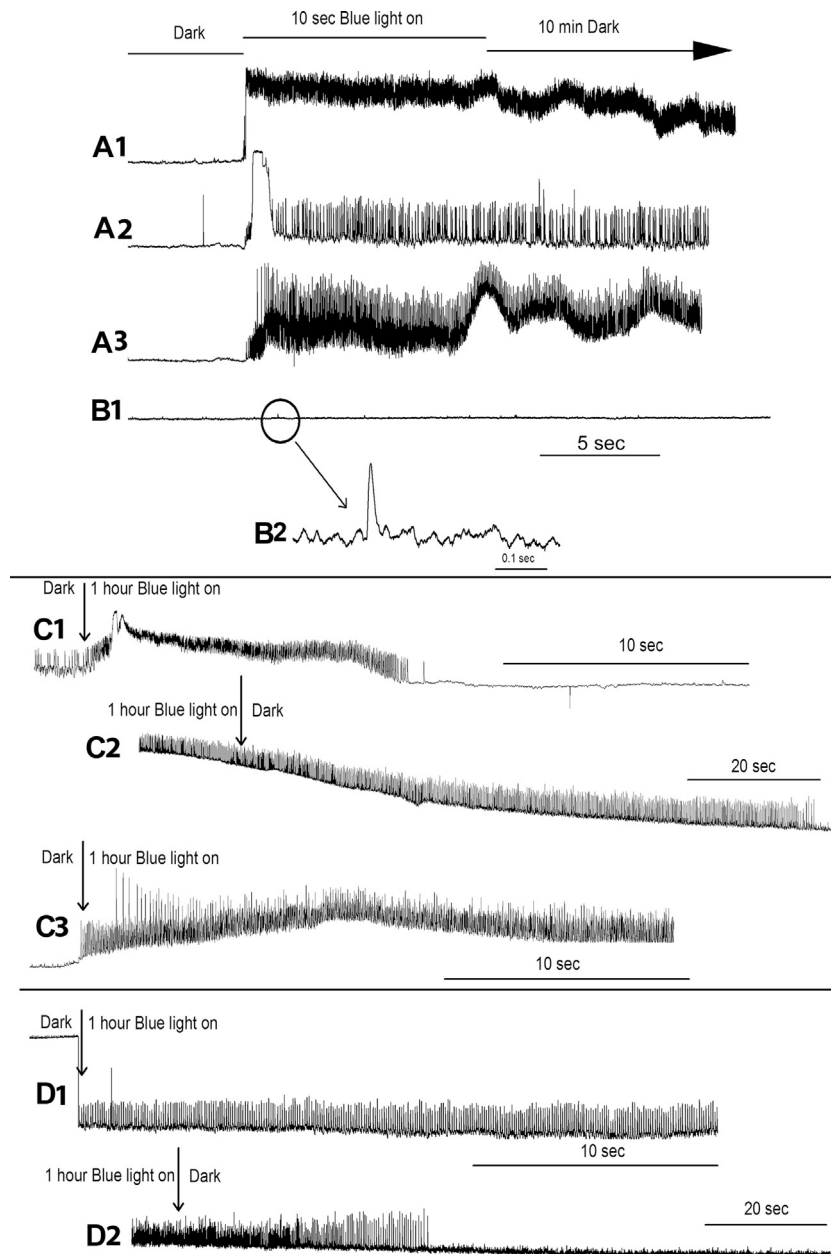 Dark
10 sec Blue light on
10 min Dark
A1
A2
A3
B1
5 sec
B2
0.1 sec
Dark
1 hour Blue light on
C1
10 sec
1 hour Blue light on
Dark
C2
20 sec
Dark
1 hour Blue light on
C3
10 sec
Dark
1 hour Blue light on
D1
10 sec
1 hour Blue light on
Dark
20 sec
D2